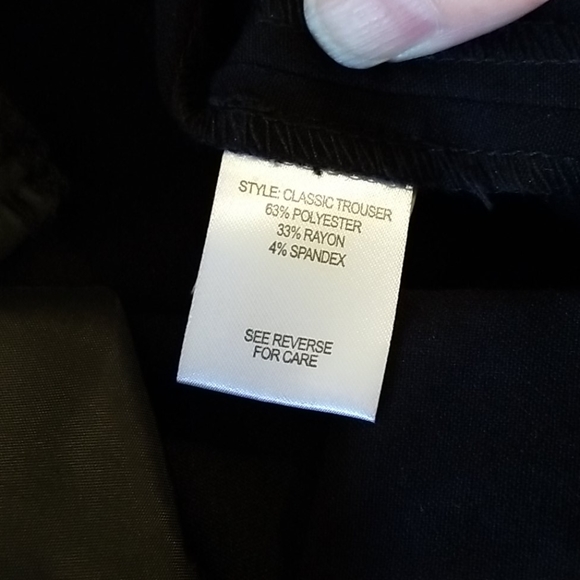 STYLE: CLASSIC TROUSER
63% POLYESTER
33% RAYON
4% SPANDEX
SEE REVERSE
FOR CARE